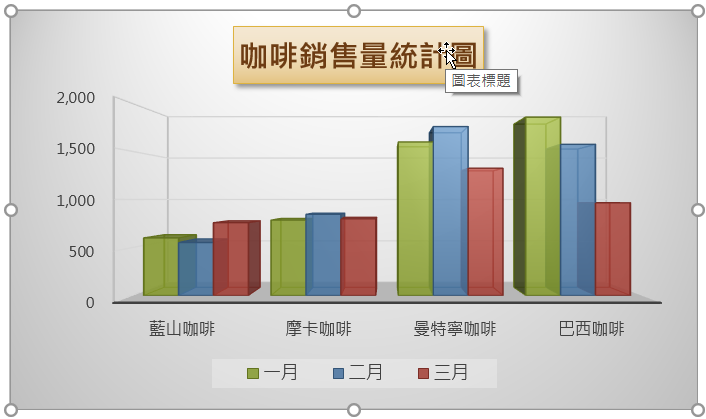 咖啡銷售量統計圖
圖表標題
2,000
1,500
1,000
500
0
藍山咖啡 摩卡咖啡 曼特寧咖啡 巴西咖啡
一月 二月 三月